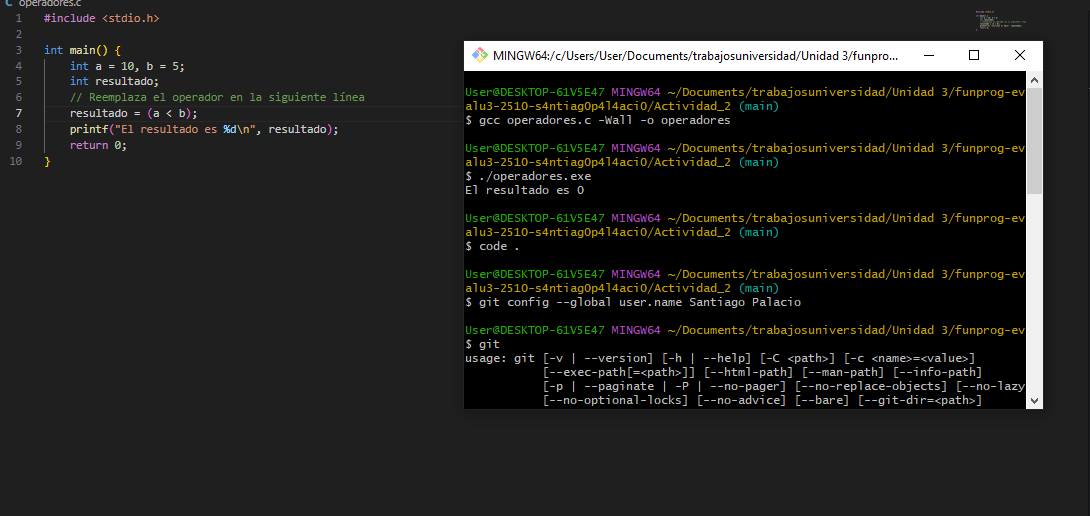 operadores.c
1 #include <stdio.h>
2
3 int main() {
4 int a = 10, b = 5;
5 int resultado;
6 // Reemplaza el operador en la siguiente línea
7 resultado = (a < b);
8 printf("El resultado es %d\n", resultado);
9 return 0;
10 }
MINGW64:/c/Users/User/Documents/trabajosuniversidad/Unidad 3/funpro...
User@DESKTOP-61V5E47 MINGW64 ~/Documents/trabajosuniversidad/Unidad 3/funprog-ev
alu3-2510-s4ntiag0p4l4aci0/Actividad_2 (main)
$ gcc operadores.c -Wall -o operadores
User@DESKTOP-61V5E47 MINGW64 ~/Documents/trabajosuniversidad/Unidad 3/funprog-ev
alu3-2510-s4ntiag0p4l4aci0/Actividad_2 (main)
$ ./operadores.exe
El resultado es 0
User@DESKTOP-61V5E47 MINGW64 ~/Documents/trabajosuniversidad/Unidad 3/funprog-ev
alu3-2510-s4ntiag0p4l4aci0/Actividad_2 (main)
$ code .
User@DESKTOP-61V5E47 MINGW64 ~/Documents/trabajosuniversidad/Unidad 3/funprog-ev
alu3-2510-s4ntiag0p4l4aci0/Actividad_2 (main)
$ git config --global user.name Santiago Palacio
User@DESKTOP-61V5E47 MINGW64 ~/Documents/trabajosuniversidad/Unidad 3/funprog-ev
$ git
usage: git [-v | --version] [-h | --help] [-C <path>] [-c <name>=<value>]
[--exec-path[=<path>]] [--html-path] [--man-path] [--info-path]
[-p | --paginate | -P | --no-pager] [--no-replace-objects] [--no-lazy
[--no-optional-locks] [--no-advice] [--bare] [--git-dir=<path>]